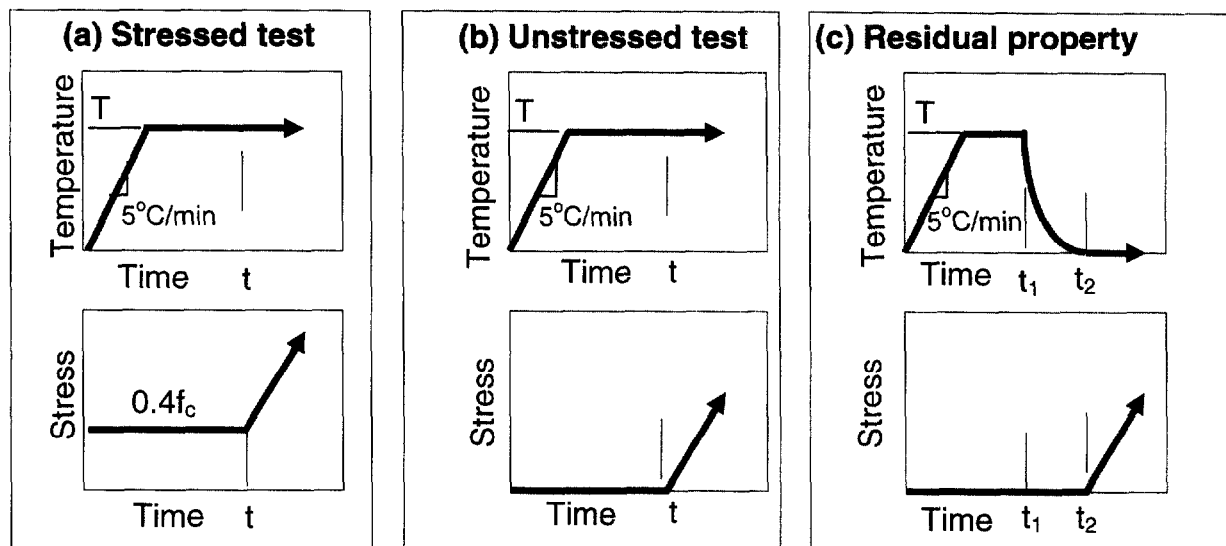 (a) Stressed test
Temperature
T
5°C/min
Time t
Stress
0.4fc
Time t
(b) Unstressed test
Temperature
T
5°C/min
Time t
Stress
Time t
(c) Residual property
Temperature
T
5°C/min
Time t₁ t₂
Stress
Time t₁ t₂